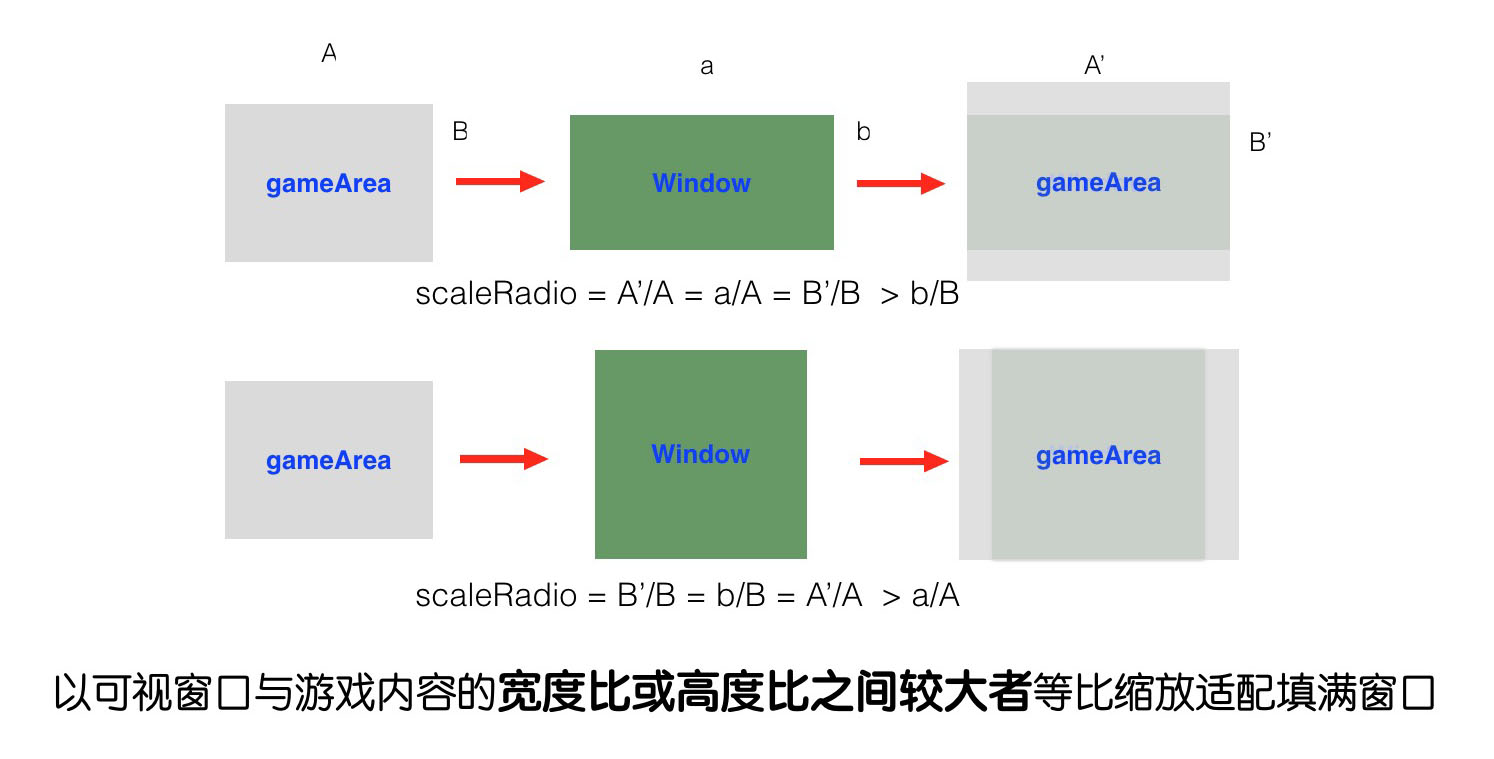 A
a
A’
B
b
B’
gameArea
Window
gameArea
scaleRadio = A’/A = a/A = B’/B > b/B
gameArea
Window
gameArea
scaleRadio = B’/B = b/B = A’/A > a/A
以可视窗口与游戏内容的宽度比或高度比之间较大者等比缩放适配填满窗口